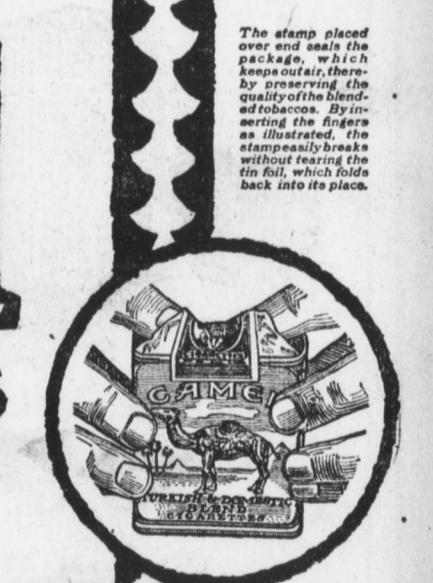 The stamp placed
over end seals the
package, which
keeps out air, there-
by preserving the
quality of the blend-
ed tobaccos. By in-
serting the fingers
as illustrated, the
stamp easily breaks
without tearing the
tin foil, which folds
back into its place.
CAMEL
TURKISH & DOMESTIC
BLEND
CIGARETTES